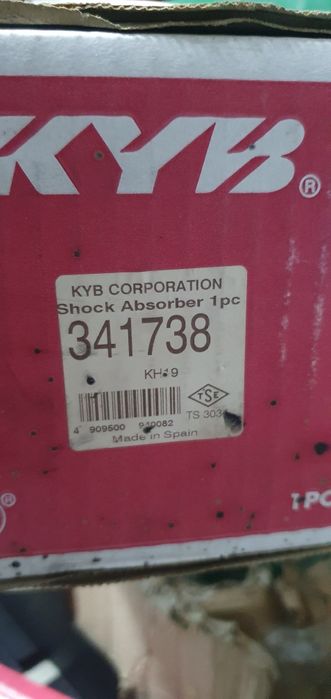 KYB®
KYB CORPORATION
Shock Absorber 1pc
341738
TSE
Made in Spain
®